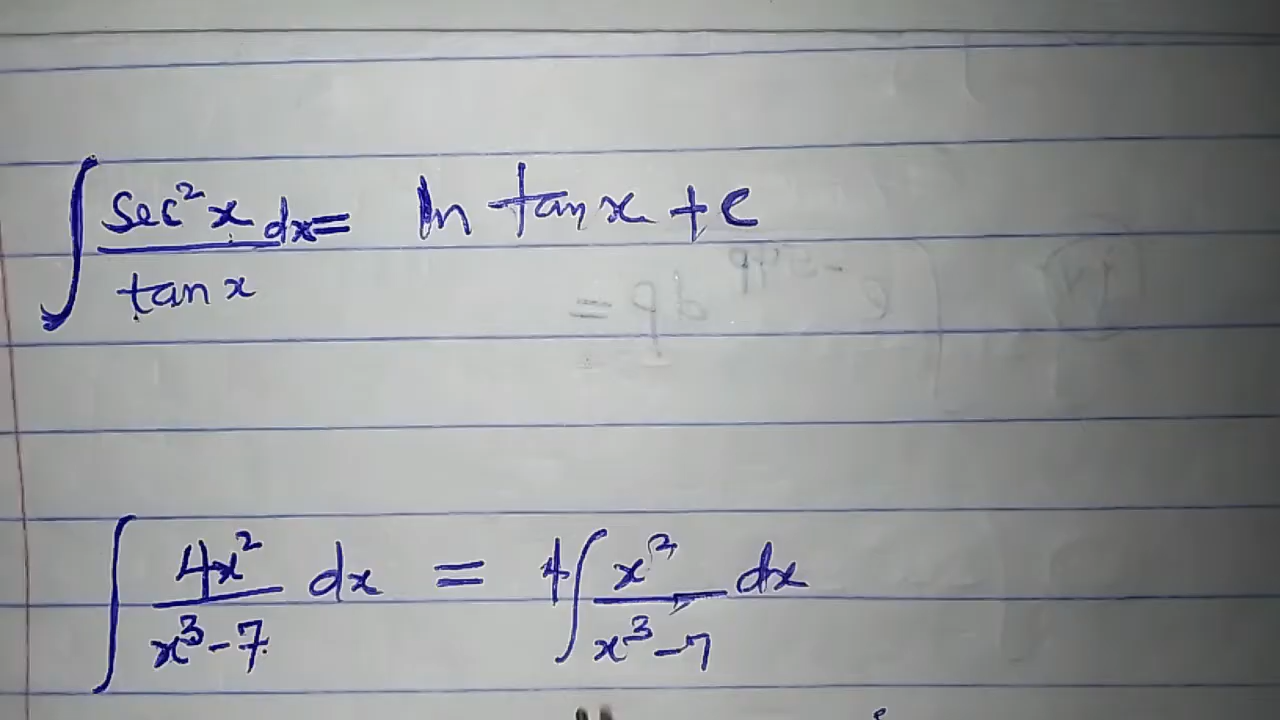 ∫ sec²x/tan x dx = ln tan x + c
∫ 4x²/x³-7 dx = 4∫ x²/x³-7 dx